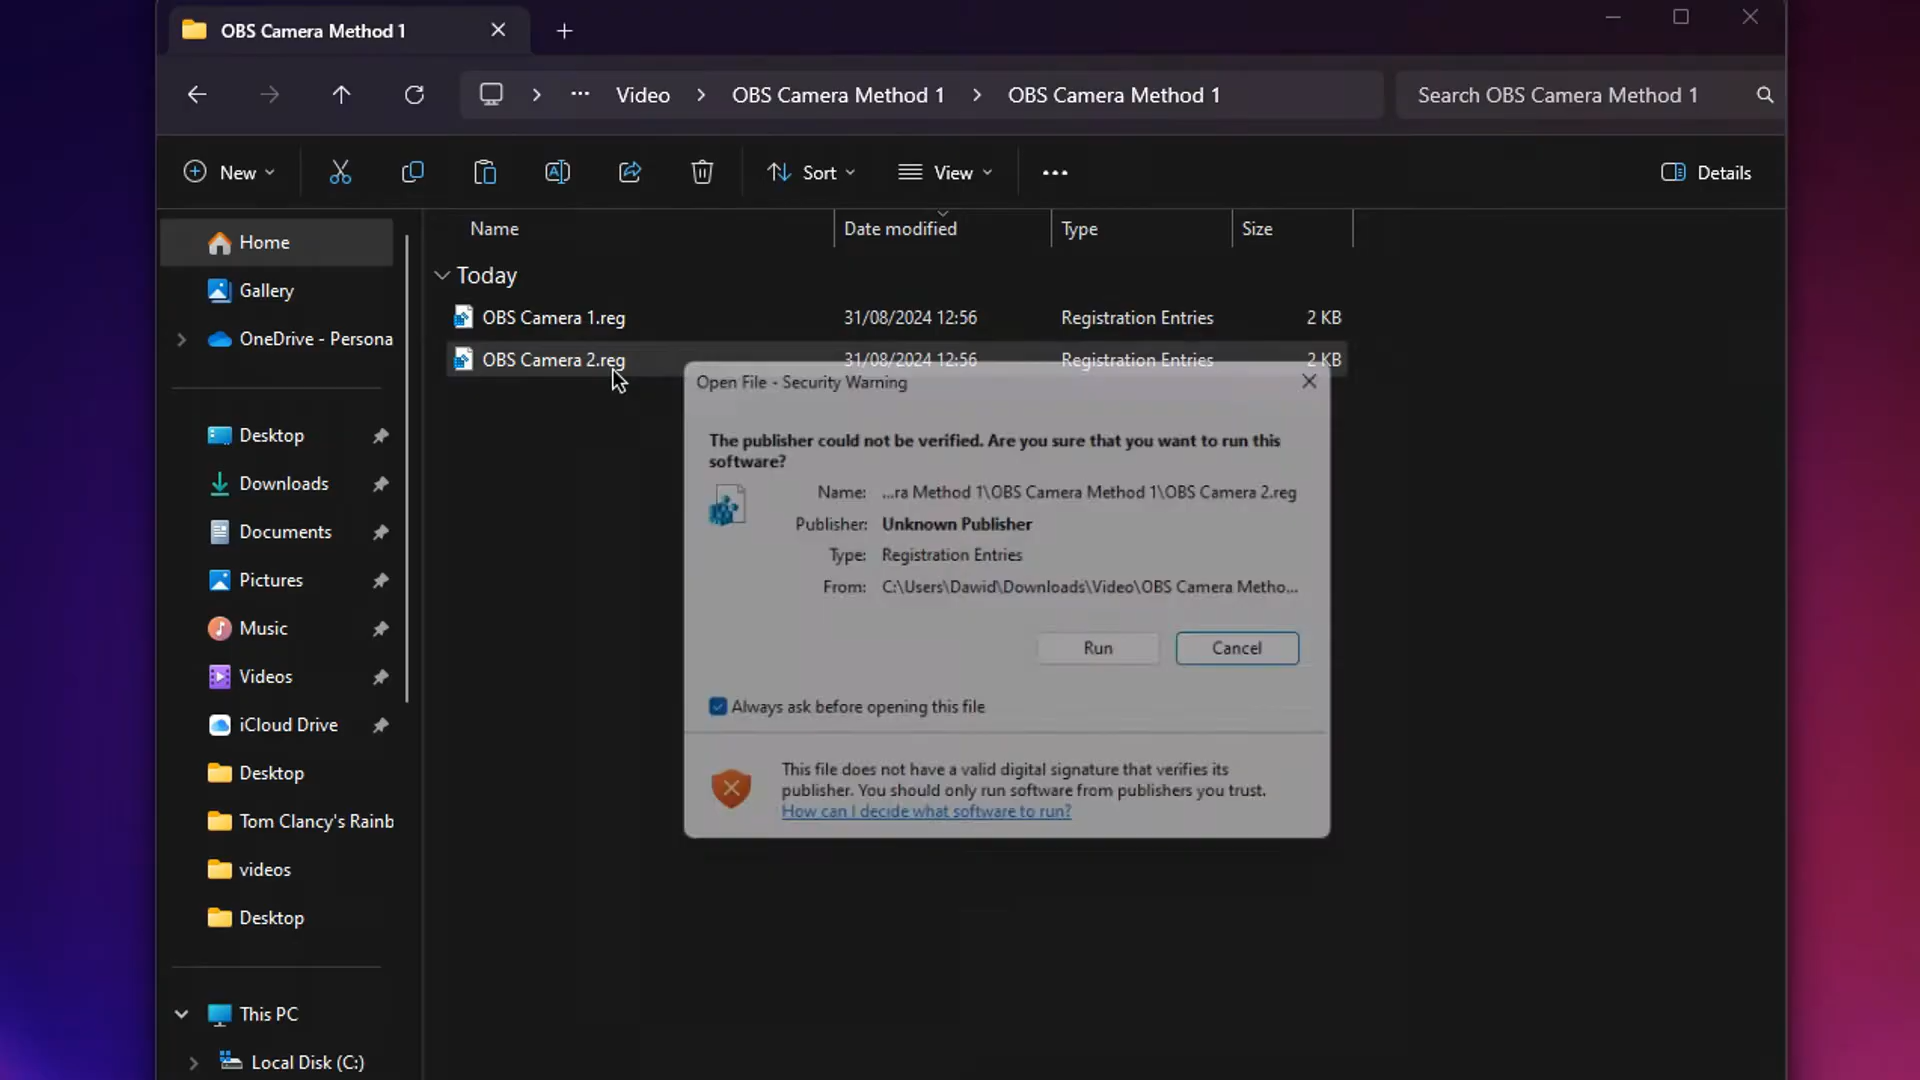 OBS Camera Method 1
Video
OBS Camera Method 1
OBS Camera Method 1
Search OBS Camera Method 1
New
Sort
View
Details
Name
Date modified
Type
Size
Today
OBS Camera 1.reg
31/08/2024 12:56
Registration Entries
2 KB
OBS Camera 2.reg
31/08/2024 12:56
Registration Entries
2 KB
Home
Gallery
OneDrive - Persona
Desktop
Downloads
Documents
Pictures
Music
Videos
iCloud Drive
Desktop
Tom Clancy's Rainb
videos
Desktop
This PC
Local Disk (C:)
Open File - Security Warning
The publisher could not be verified. Are you sure that you want to run this
software?
Name: ...ra Method 1\OBS Camera Method 1\OBS Camera 2.reg
Publisher: Unknown Publisher
Type: Registration Entries
From: C:\Users\Dawid\Downloads\Video\OBS Camera Metho...
Run
Cancel
Always ask before opening this file
This file does not have a valid digital signature that verifies its
publisher. You should only run software from publishers you trust.
How can I decide what software to run?